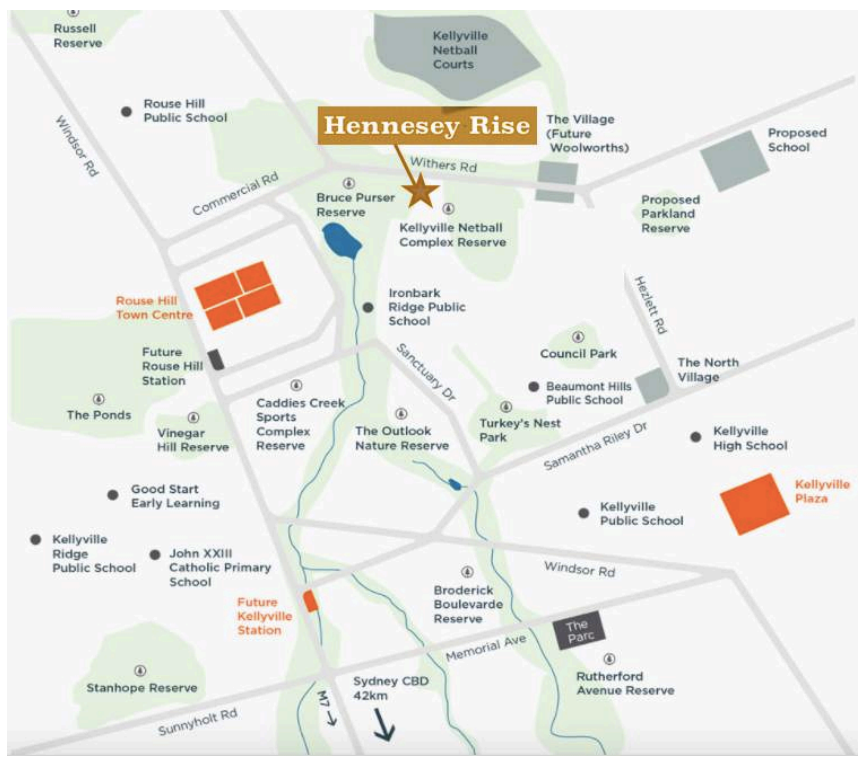 Russell
Reserve
Kellyville
Netball
Courts
Rouse Hill
Public School
Windsor Rd
Hennesey Rise
The Village
(Future
Woolworths)
Proposed
School
Withers Rd
Commercial Rd
Bruce Purser
Reserve
Kellyville Netball
Complex Reserve
Proposed
Parkland
Reserve
Rouse Hill
Town Centre
Ironbark
Ridge Public
School
Hezlett Rd
Future
Rouse Hill
Station
Sanctuary Dr
Council Park
The North
Village
Beaumont Hills
Public School
The Ponds
Vinegar
Hill Reserve
Caddies Creek
Sports
Complex
Reserve
The Outlook
Nature Reserve
Turkey's Nest
Park
Samantha Riley Dr
Kellyville
High School
Kellyville
Plaza
Good Start
Early Learning
Kellyville
Public School
Kellyville
Ridge
Public School
John XXIII
Catholic Primary
School
Windsor Rd
Future
Kellyville
Station
Broderick
Boulevarde
Reserve
The
Parc
Memorial Ave
Rutherford
Avenue Reserve
Stanhope Reserve
Sydney CBD
42km
M7
Sunnyholt Rd